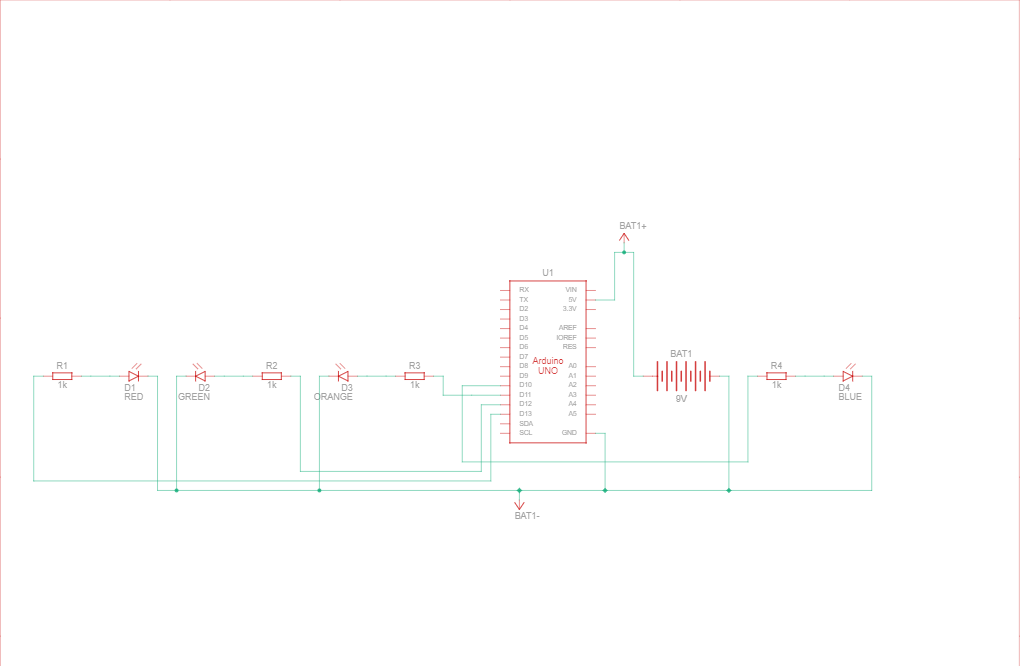 BAT1+
U1
RX
TX
D2
D3
D4
D5
D6
D7
D8
D9
D10
D11
D12
D13
SDA
SCL
Arduino
UNO
VIN
5V
3.3V
AREF
IOREF
RES
A0
A1
A2
A3
A4
A5
GND
R1
1k
D1
RED
D2
GREEN
R2
1k
D3
ORANGE
R3
1k
BAT1
9V
R4
1k
D4
BLUE
BAT1-